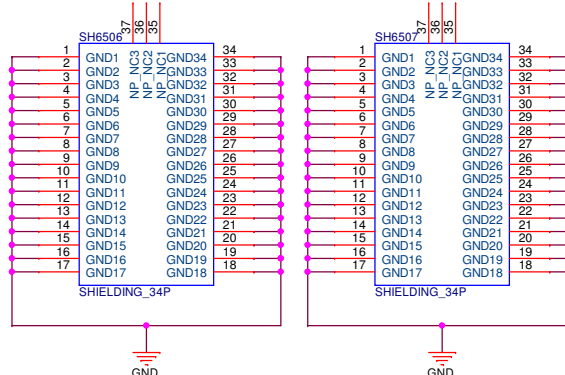 37 36 35 37 36 35
SH6506 SH6507
NP_NC3 NP_NC2 NP_NC1 NP_NC3 NP_NC2 NP_NC1
1 GND1 GND34 34 1 GND1 GND34 34
2 GND2 GND33 33 2 GND2 GND33 33
3 GND3 GND32 32 3 GND3 GND32 32
4 GND4 GND31 31 4 GND4 GND31 31
5 GND5 GND30 30 5 GND5 GND30 30
6 GND6 GND29 29 6 GND6 GND29 29
7 GND7 GND28 28 7 GND7 GND28 28
8 GND8 GND27 27 8 GND8 GND27 27
9 GND9 GND26 26 9 GND9 GND26 26
10 GND10 GND25 25 10 GND10 GND25 25
11 GND11 GND24 24 11 GND11 GND24 24
12 GND12 GND23 23 12 GND12 GND23 23
13 GND13 GND22 22 13 GND13 GND22 22
14 GND14 GND21 21 14 GND14 GND21 21
15 GND15 GND20 20 15 GND15 GND20 20
16 GND16 GND19 19 16 GND16 GND19 19
17 GND17 GND18 18 17 GND17 GND18 18
SHIELDING_34P SHIELDING_34P
GND GND